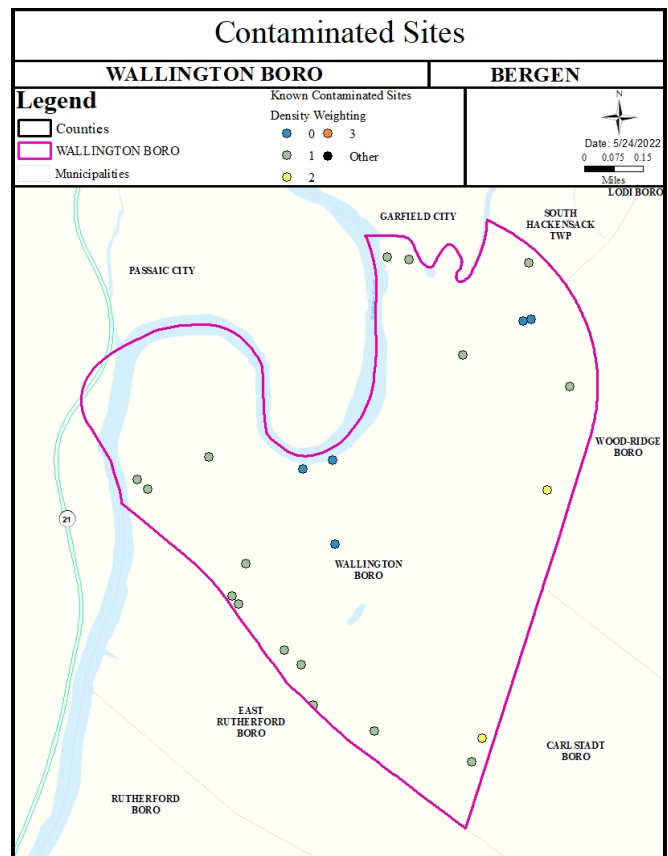 Contaminated Sites
WALLINGTON BORO
BERGEN
Legend
Counties
WALLINGTON BORO
Municipalities
Known Contaminated Sites
Density Weighting
0 3
1 Other
2
N
Date: 5/24/2022
0 0.075 0.15
Miles
LODI BORO
GARFIELD CITY
SOUTH
HACKENSACK
TWP
PASSAIC CITY
WOOD-RIDGE
BORO
21
WALLINGTON
BORO
EAST
RUTHERFORD
BORO
CARLSTADT
BORO
RUTHERFORD
BORO